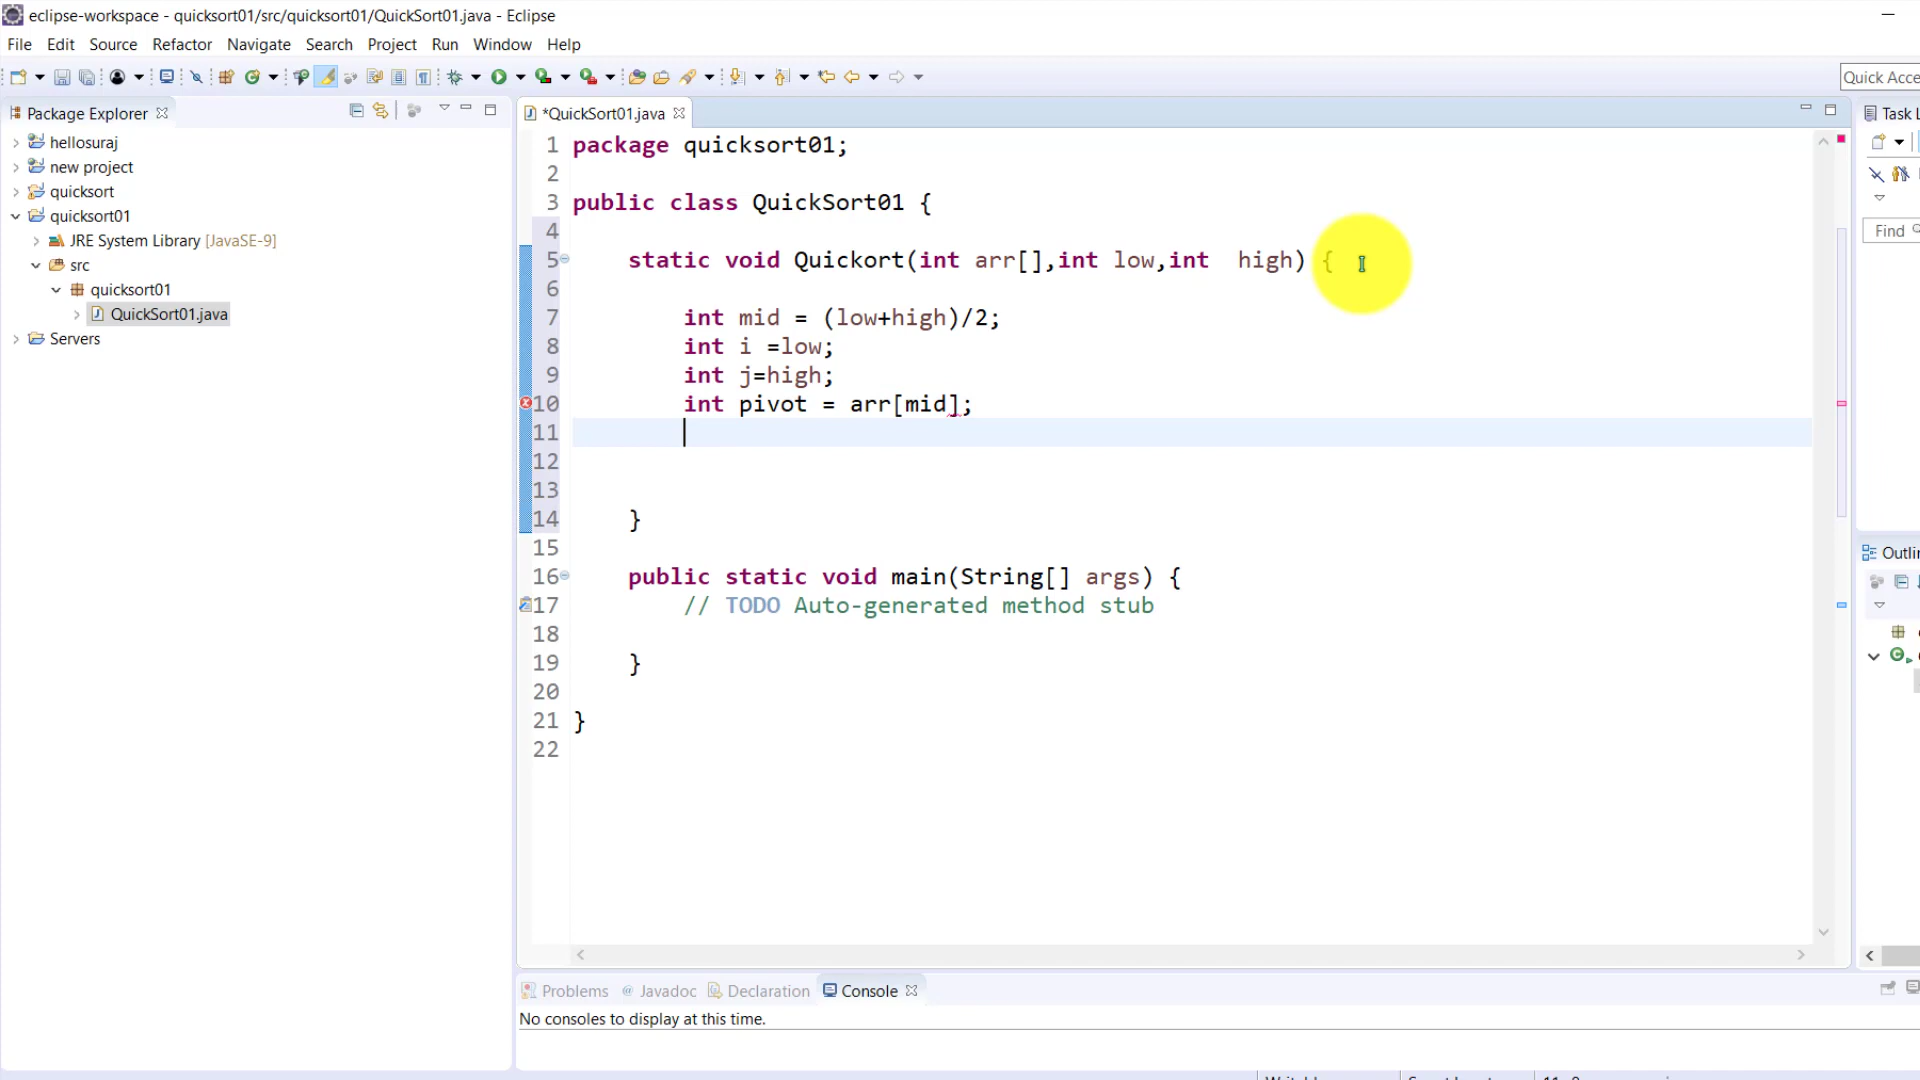 eclipse-workspace - quicksort01/src/quicksort01/QuickSort01.java - Eclipse
File Edit Source Refactor Navigate Search Project Run Window Help
Quick Acce
Package Explorer
hellosuraj
new project
quicksort
quicksort01
JRE System Library [JavaSE-9]
src
quicksort01
QuickSort01.java
Servers
*QuickSort01.java
1 package quicksort01;
2
3 public class QuickSort01 {
4
5 static void Quickort(int arr[],int low,int  high) {
6
7 int mid = (low+high)/2;
8 int i =low;
9 int j=high;
10 int pivot = arr[mid];
11
12
13
14 }
15
16 public static void main(String[] args) {
17 // TODO Auto-generated method stub
18
19 }
20
21 }
22
Task L
Find
Outlin
Problems @ Javadoc Declaration Console
No consoles to display at this time.